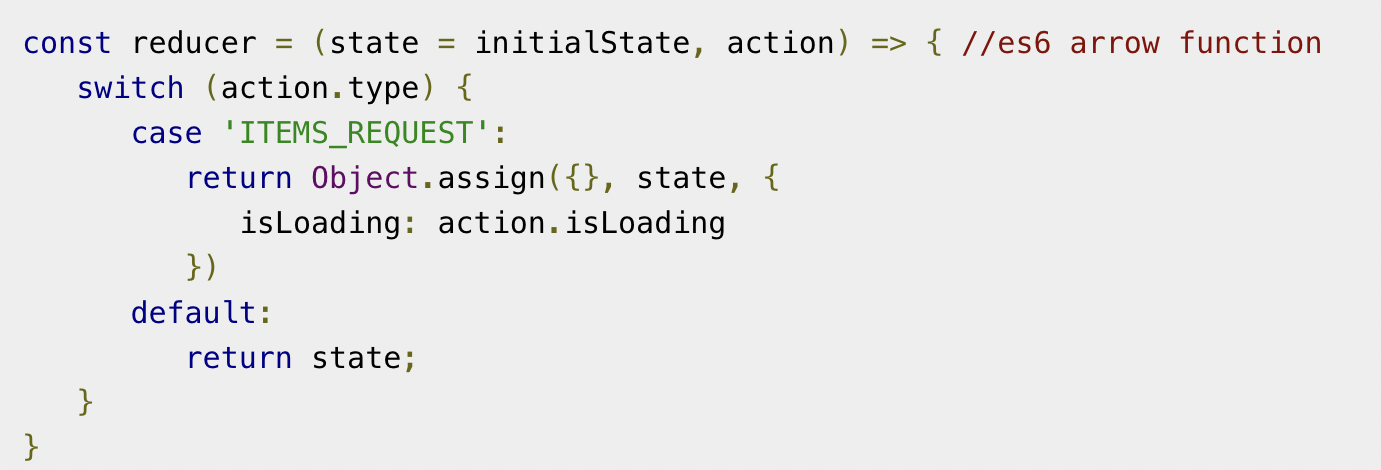 const reducer = (state = initialState, action) => { //es6 arrow function
   switch (action.type) {
      case 'ITEMS_REQUEST':
         return Object.assign({}, state, {
            isLoading: action.isLoading
         })
      default:
         return state;
   }
}